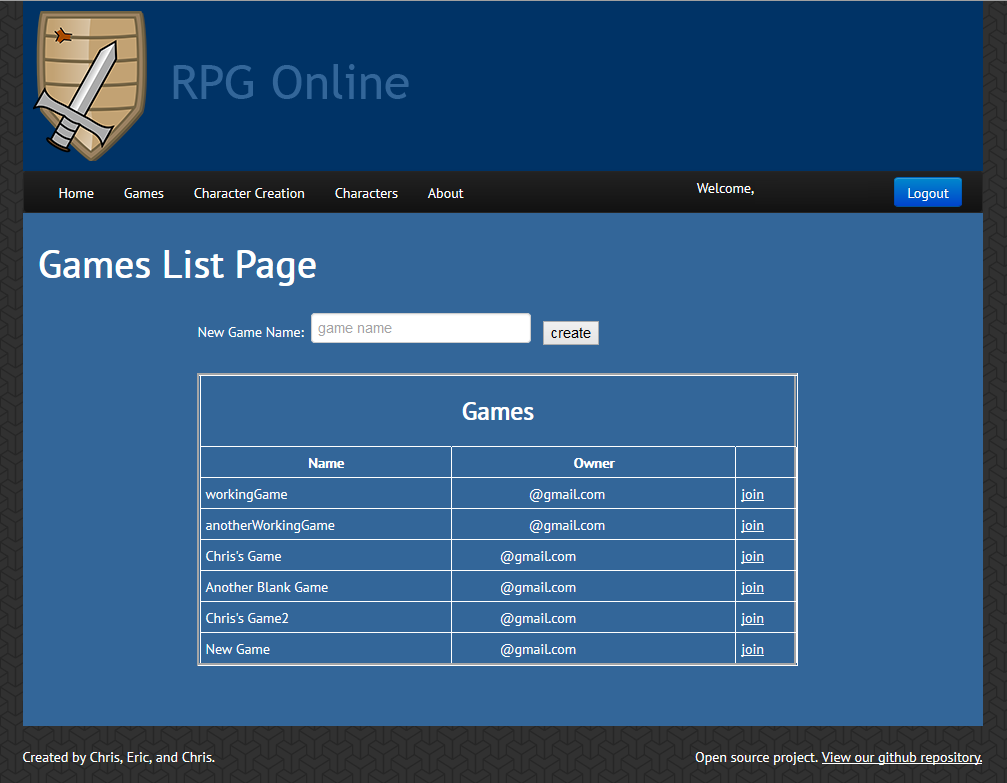 RPG Online
Home Games Character Creation Characters About Welcome, Logout
Games List Page
New Game Name: game name create
Games
Name Owner
workingGame @gmail.com join
anotherWorkingGame @gmail.com join
Chris's Game @gmail.com join
Another Blank Game @gmail.com join
Chris's Game2 @gmail.com join
New Game @gmail.com join
Created by Chris, Eric, and Chris. Open source project. View our github repository.